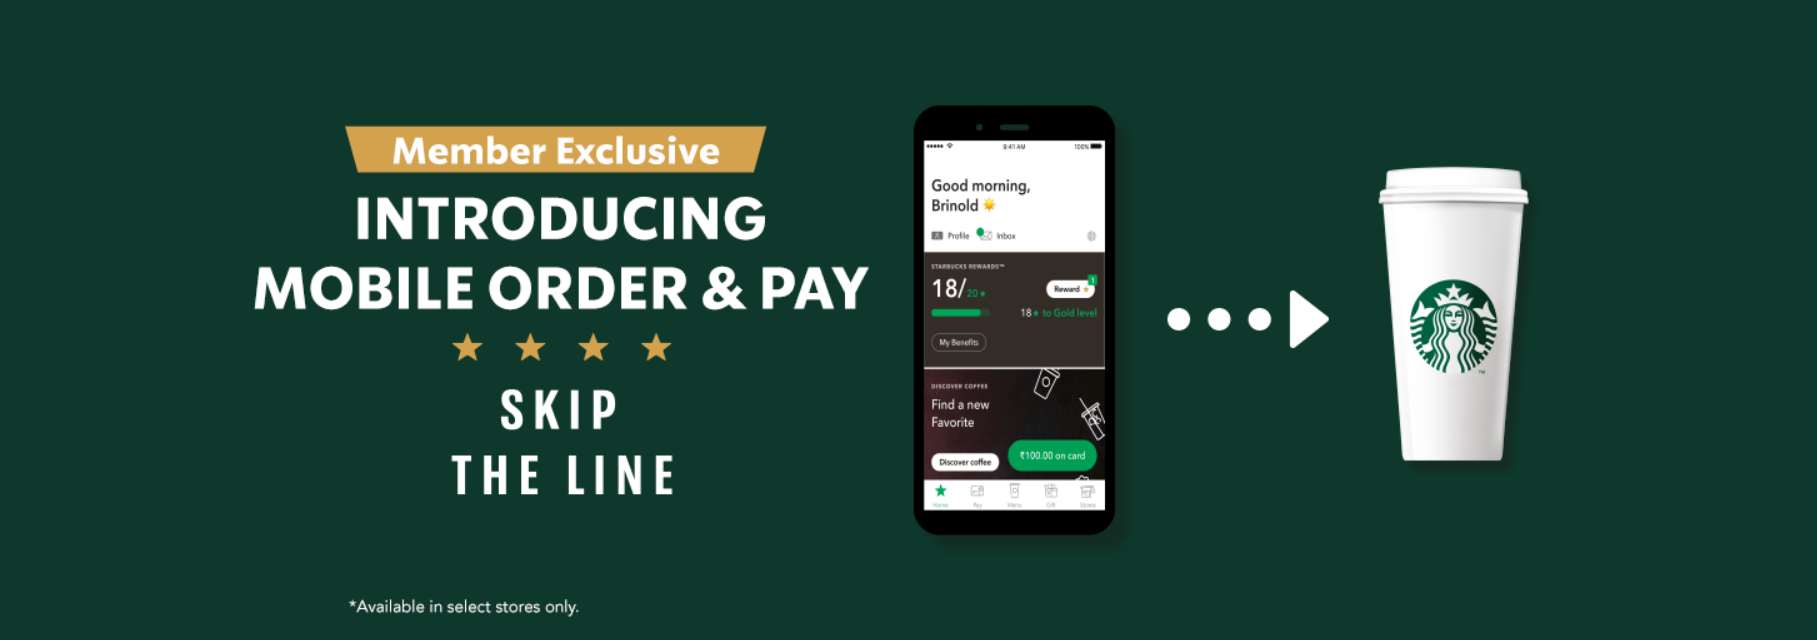 Member Exclusive
INTRODUCING
MOBILE ORDER & PAY
SKIP
THE LINE
*Available in select stores only.
9:41 AM
100%
Good morning,
Brinold
Profile
Inbox
STARBUCKS REWARDS™
18/20★
1
Reward ★
18★ to Gold level
My Benefits
DISCOVER COFFEE
Find a new
Favorite
Discover coffee
₹100.00 on card
Home Pay Menu Gift Stores
TM